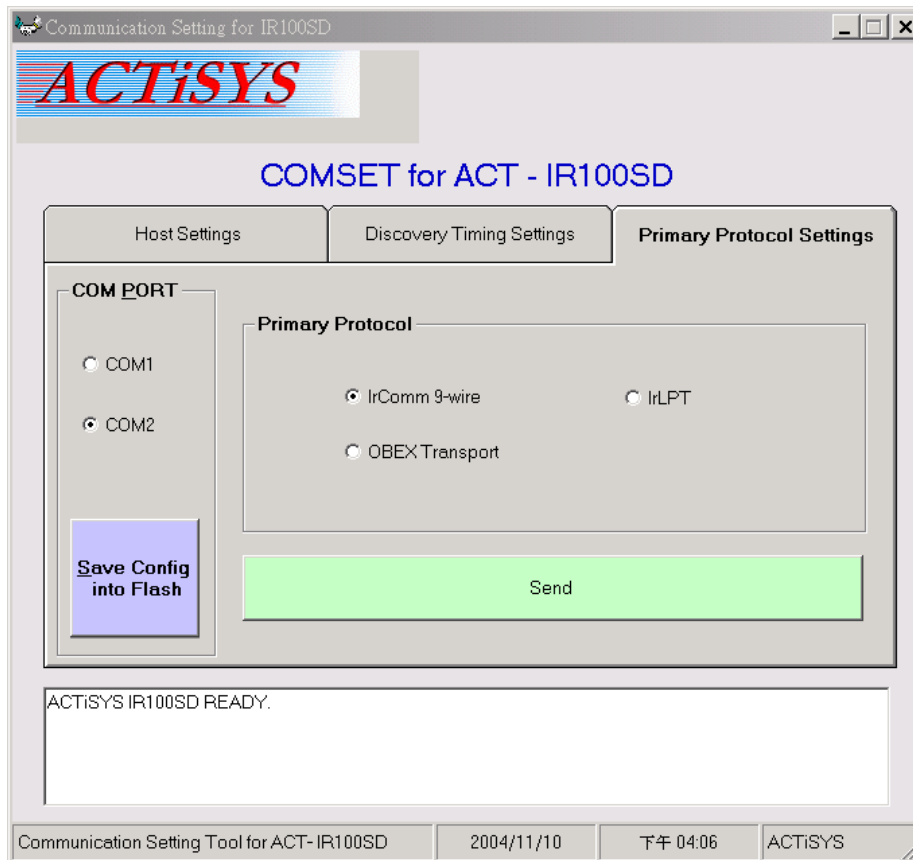 Communication Setting for IR100SD
ACTiSYS
COMSET for ACT - IR100SD
Host Settings
Discovery Timing Settings
Primary Protocol Settings
COM PORT
COM1
COM2
Save Config
into Flash
Primary Protocol
IrComm 9-wire
IrLPT
OBEX Transport
Send
ACTiSYS IR100SD READY.
Communication Setting Tool for ACT- IR100SD
2004/11/10
下午 04:06
ACTiSYS